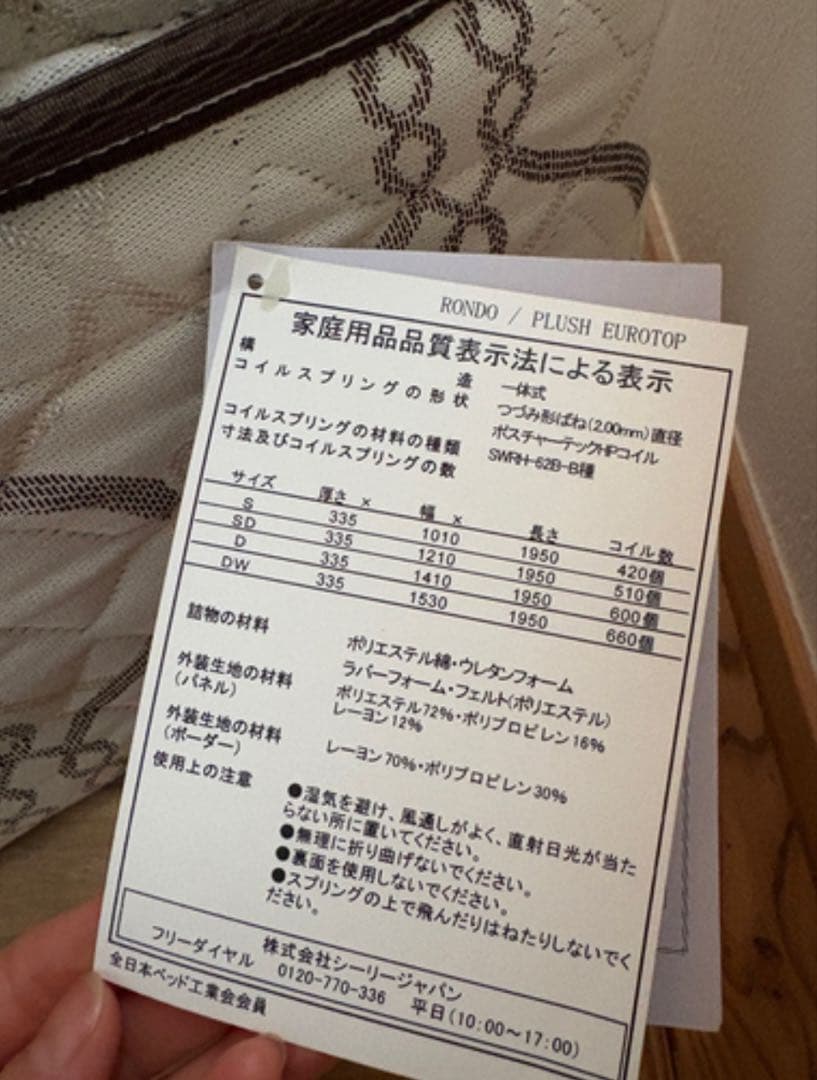 RONDO / PLUSH EUROTOP
家庭用品品質表示法による表示
構造 一体式
コイルスプリングの形状 つづみ形ばね(2.00mm)直径
ポスチャーテックHPコイル
コイルスプリングの材料の種類 SWRH-62B-B種
寸法及びコイルスプリングの数
サイズ 厚さ × 幅 × 長さ コイル数
S 335 1010 1950 420個
SD 335 1210 1950 510個
D 335 1410 1950 600個
DW 335 1530 1950 660個
詰物の材料 ポリエステル綿・ウレタンフォーム
ラバーフォーム・フェルト(ポリエステル)
外装生地の材料 ポリエステル72%・ポリプロピレン16%
(パネル) レーヨン12%
外装生地の材料 レーヨン70%・ポリプロピレン30%
(ボーダー)
使用上の注意 ●湿気を避け、風通しがよく、直射日光が当た
らない所に置いてください。
●無理に折り曲げないでください。
●裏面を使用しないでください。
●スプリングの上で飛んだりはねたりしないでく
ださい。
株式会社シーリージャパン
フリーダイヤル 0120-770-336 平日(10:00～17:00)
全日本ベッド工業会会員